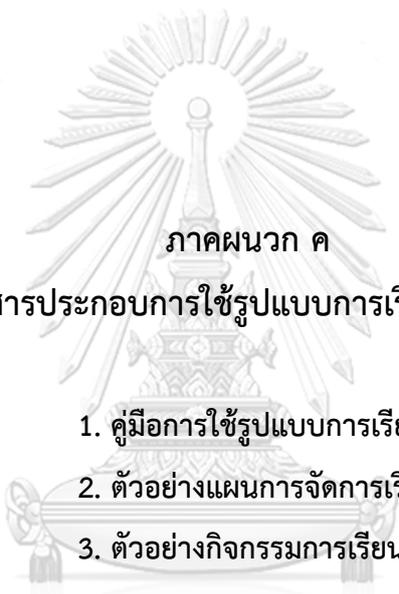 ภาคผนวก ค
สารประกอบการใช้รูปแบบการเรี
1. คู่มือการใช้รูปแบบการเรีย
2. ตัวอย่างแผนการจัดการเรี
3. ตัวอย่างกิจกรรมการเรียน